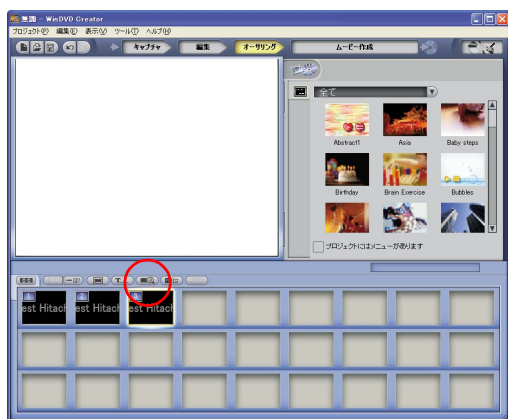 無題 - WinDVD Creator
プロジェクト(P) 編集(E) 表示(V) ツール(T) ヘルプ(H)
キャプチャ 編集 オーサリング ムービー作成
全て
Abstract1 Asia Baby steps
Birthday Brain Exercise Bubbles
プロジェクトにはメニューがあります
1 2 3
est Hitach est Hitach est Hitach